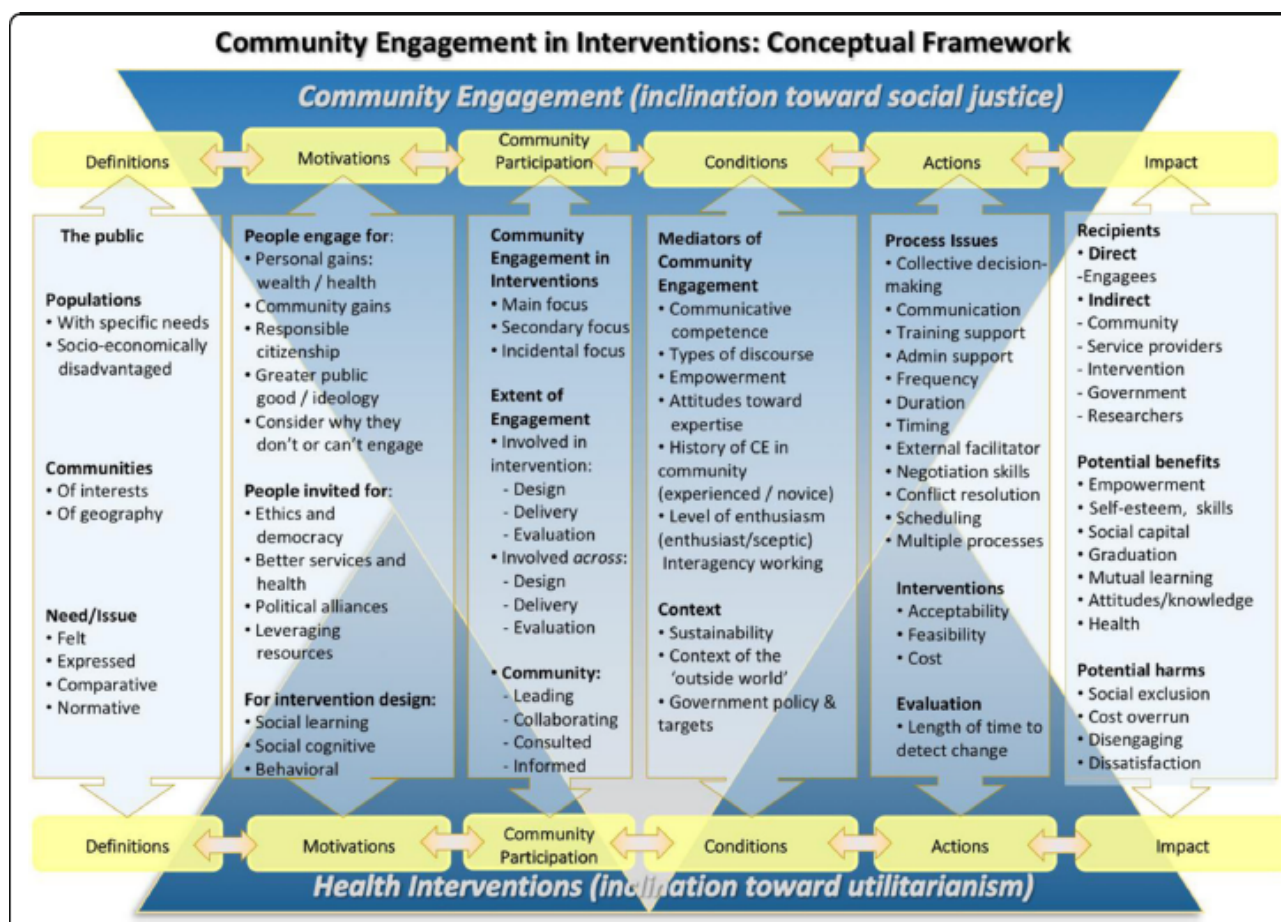 Community Engagement in Interventions: Conceptual Framework
Community Engagement (inclination toward social justice)
Definitions
Motivations
Community
Participation
Conditions
Actions
Impact
The public
Populations
• With specific needs
• Socio-economically
disadvantaged
Communities
• Of interests
• Of geography
Need/Issue
• Felt
• Expressed
• Comparative
• Normative
People engage for:
• Personal gains:
wealth / health
• Community gains
• Responsible
citizenship
• Greater public
good / ideology
• Consider why they
don't or can't engage
People invited for:
• Ethics and
democracy
• Better services and
health
• Political alliances
• Leveraging
resources
For intervention design:
• Social learning
• Social cognitive
• Behavioral
Community
Engagement in
Interventions
• Main focus
• Secondary focus
• Incidental focus
Extent of
Engagement
• Involved in
intervention:
- Design
- Delivery
- Evaluation
• Involved across:
- Design
- Delivery
- Evaluation
• Community:
- Leading
- Collaborating
- Consulted
- Informed
Mediators of
Community
Engagement
• Communicative
competence
• Types of discourse
• Empowerment
• Attitudes toward
expertise
• History of CE in
community
(experienced / novice)
• Level of enthusiasm
(enthusiast/sceptic)
Interagency working
Context
• Sustainability
• Context of the
'outside world'
• Government policy &
targets
Process Issues
• Collective decision-
making
• Communication
• Training support
• Admin support
• Frequency
• Duration
• Timing
• External facilitator
• Negotiation skills
• Conflict resolution
• Scheduling
• Multiple processes
Interventions
• Acceptability
• Feasibility
• Cost
Evaluation
• Length of time to
detect change
Recipients
• Direct
-Engagees
• Indirect
- Community
- Service providers
- Intervention
- Government
- Researchers
Potential benefits
• Empowerment
• Self-esteem, skills
• Social capital
• Graduation
• Mutual learning
• Attitudes/knowledge
• Health
Potential harms
• Social exclusion
• Cost overrun
• Disengaging
• Dissatisfaction
Definitions
Motivations
Community
Participation
Conditions
Actions
Impact
Health Interventions (inclination toward utilitarianism)